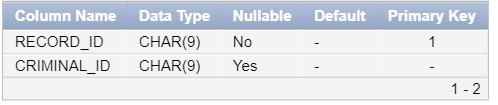 Column Name Data Type Nullable Default Primary Key
RECORD_ID CHAR(9) No - 1
CRIMINAL_ID CHAR(9) Yes - -
1 - 2